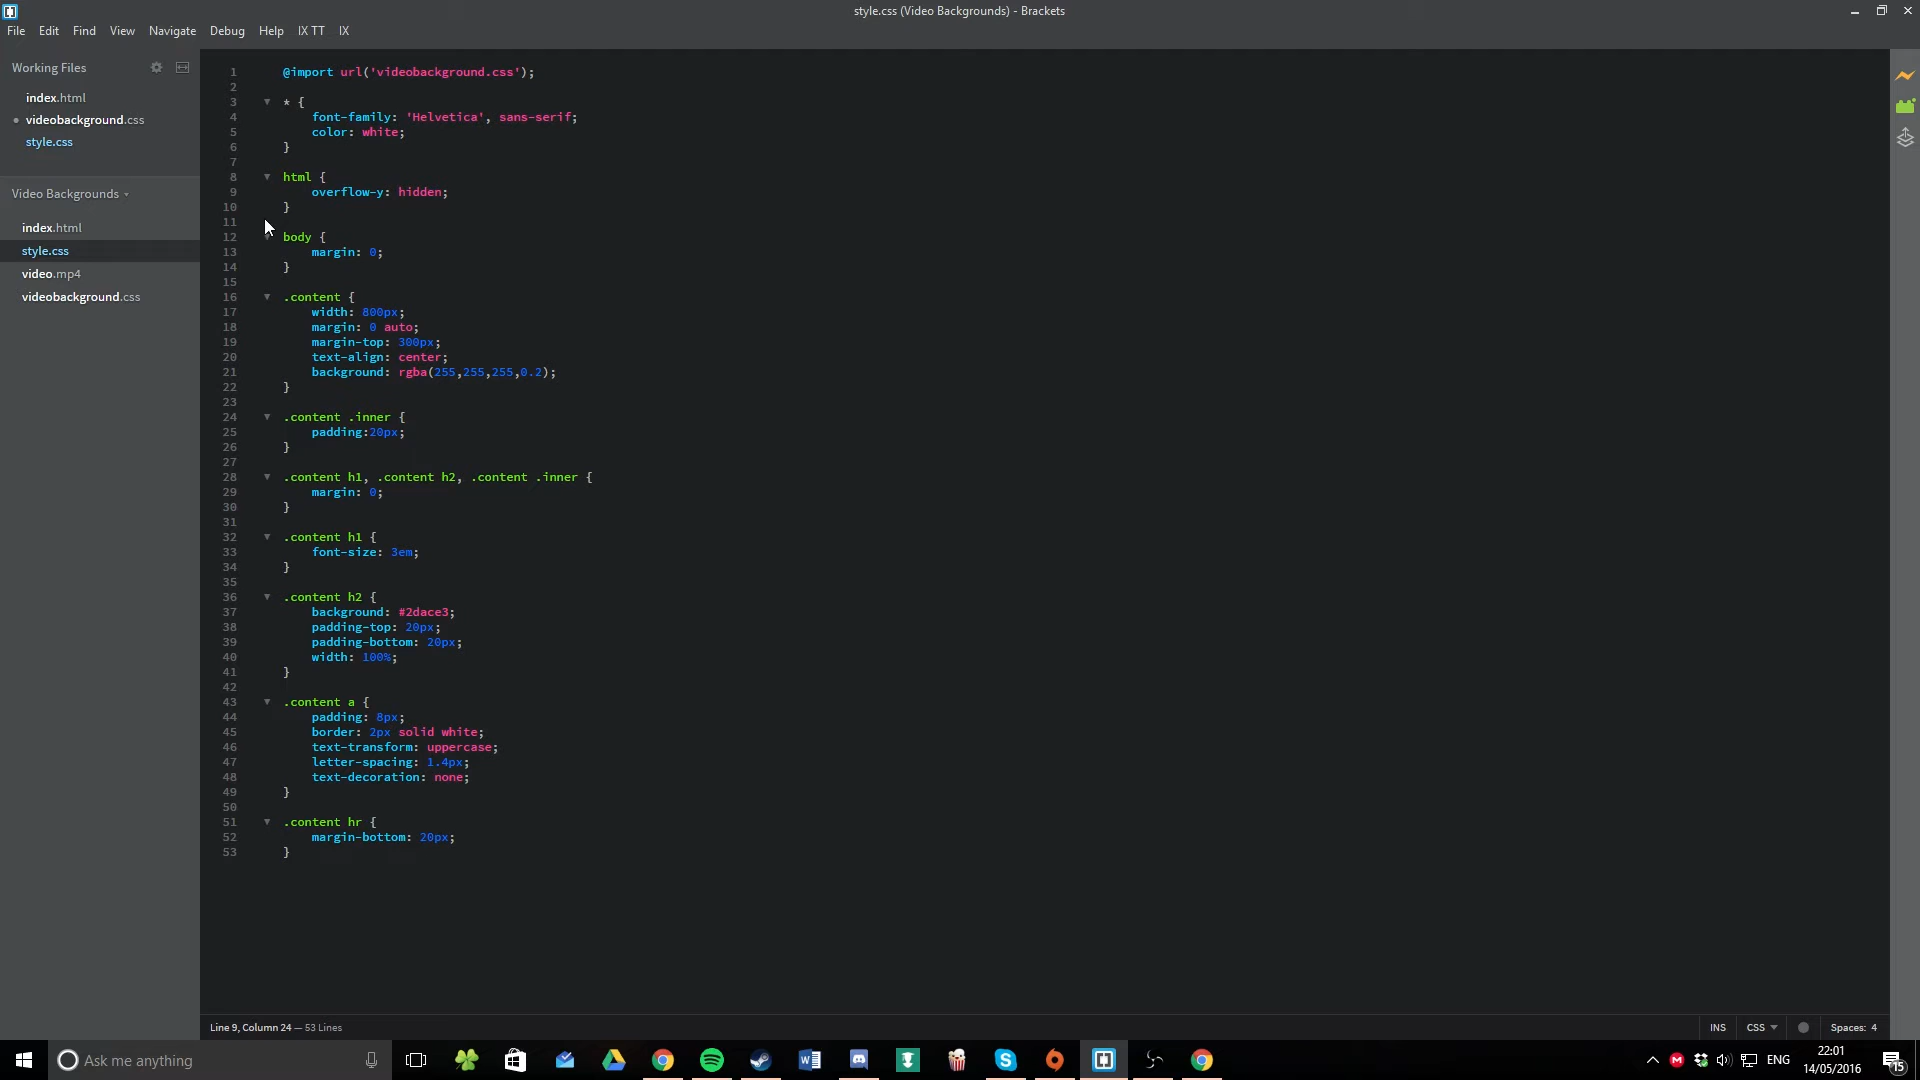 style.css (Video Backgrounds) - Brackets
File Edit Find View Navigate Debug Help IX TT IX
Working Files
index.html
videobackground.css
style.css
Video Backgrounds
index.html
style.css
video.mp4
videobackground.css
1 @import url('videobackground.css');
2
3 * {
4 font-family: 'Helvetica', sans-serif;
5 color: white;
6 }
7
8 html {
9 overflow-y: hidden;
10 }
11
12 body {
13 margin: 0;
14 }
15
16 .content {
17 width: 800px;
18 margin: 0 auto;
19 margin-top: 300px;
20 text-align: center;
21 background: rgba(255,255,255,0.2);
22 }
23
24 .content .inner {
25 padding:20px;
26 }
27
28 .content h1, .content h2, .content .inner {
29 margin: 0;
30 }
31
32 .content h1 {
33 font-size: 3em;
34 }
35
36 .content h2 {
37 background: #2dace3;
38 padding-top: 20px;
39 padding-bottom: 20px;
40 width: 100%;
41 }
42
43 .content a {
44 padding: 8px;
45 border: 2px solid white;
46 text-transform: uppercase;
47 letter-spacing: 1.4px;
48 text-decoration: none;
49 }
50
51 .content hr {
52 margin-bottom: 20px;
53 }
Line 9, Column 24 — 53 Lines
INS CSS Spaces: 4
Ask me anything
ENG
22:01
14/05/2016
15